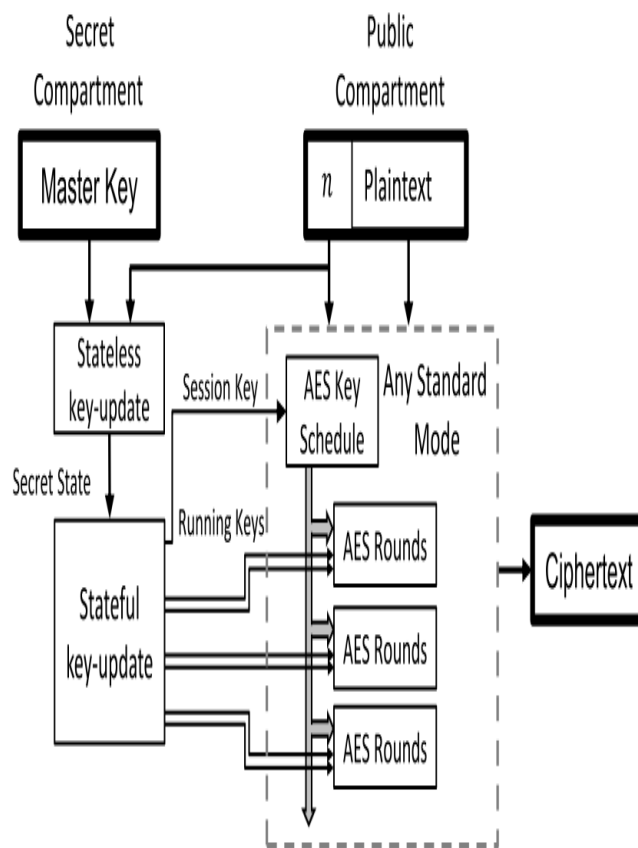 Secret
Compartment
Public
Compartment
Master Key
n
Plaintext
Stateless
key-update
Session Key
AES Key
Schedule
Any Standard
Mode
Secret State
Running Keys
Stateful
key-update
AES Rounds
AES Rounds
AES Rounds
Ciphertext